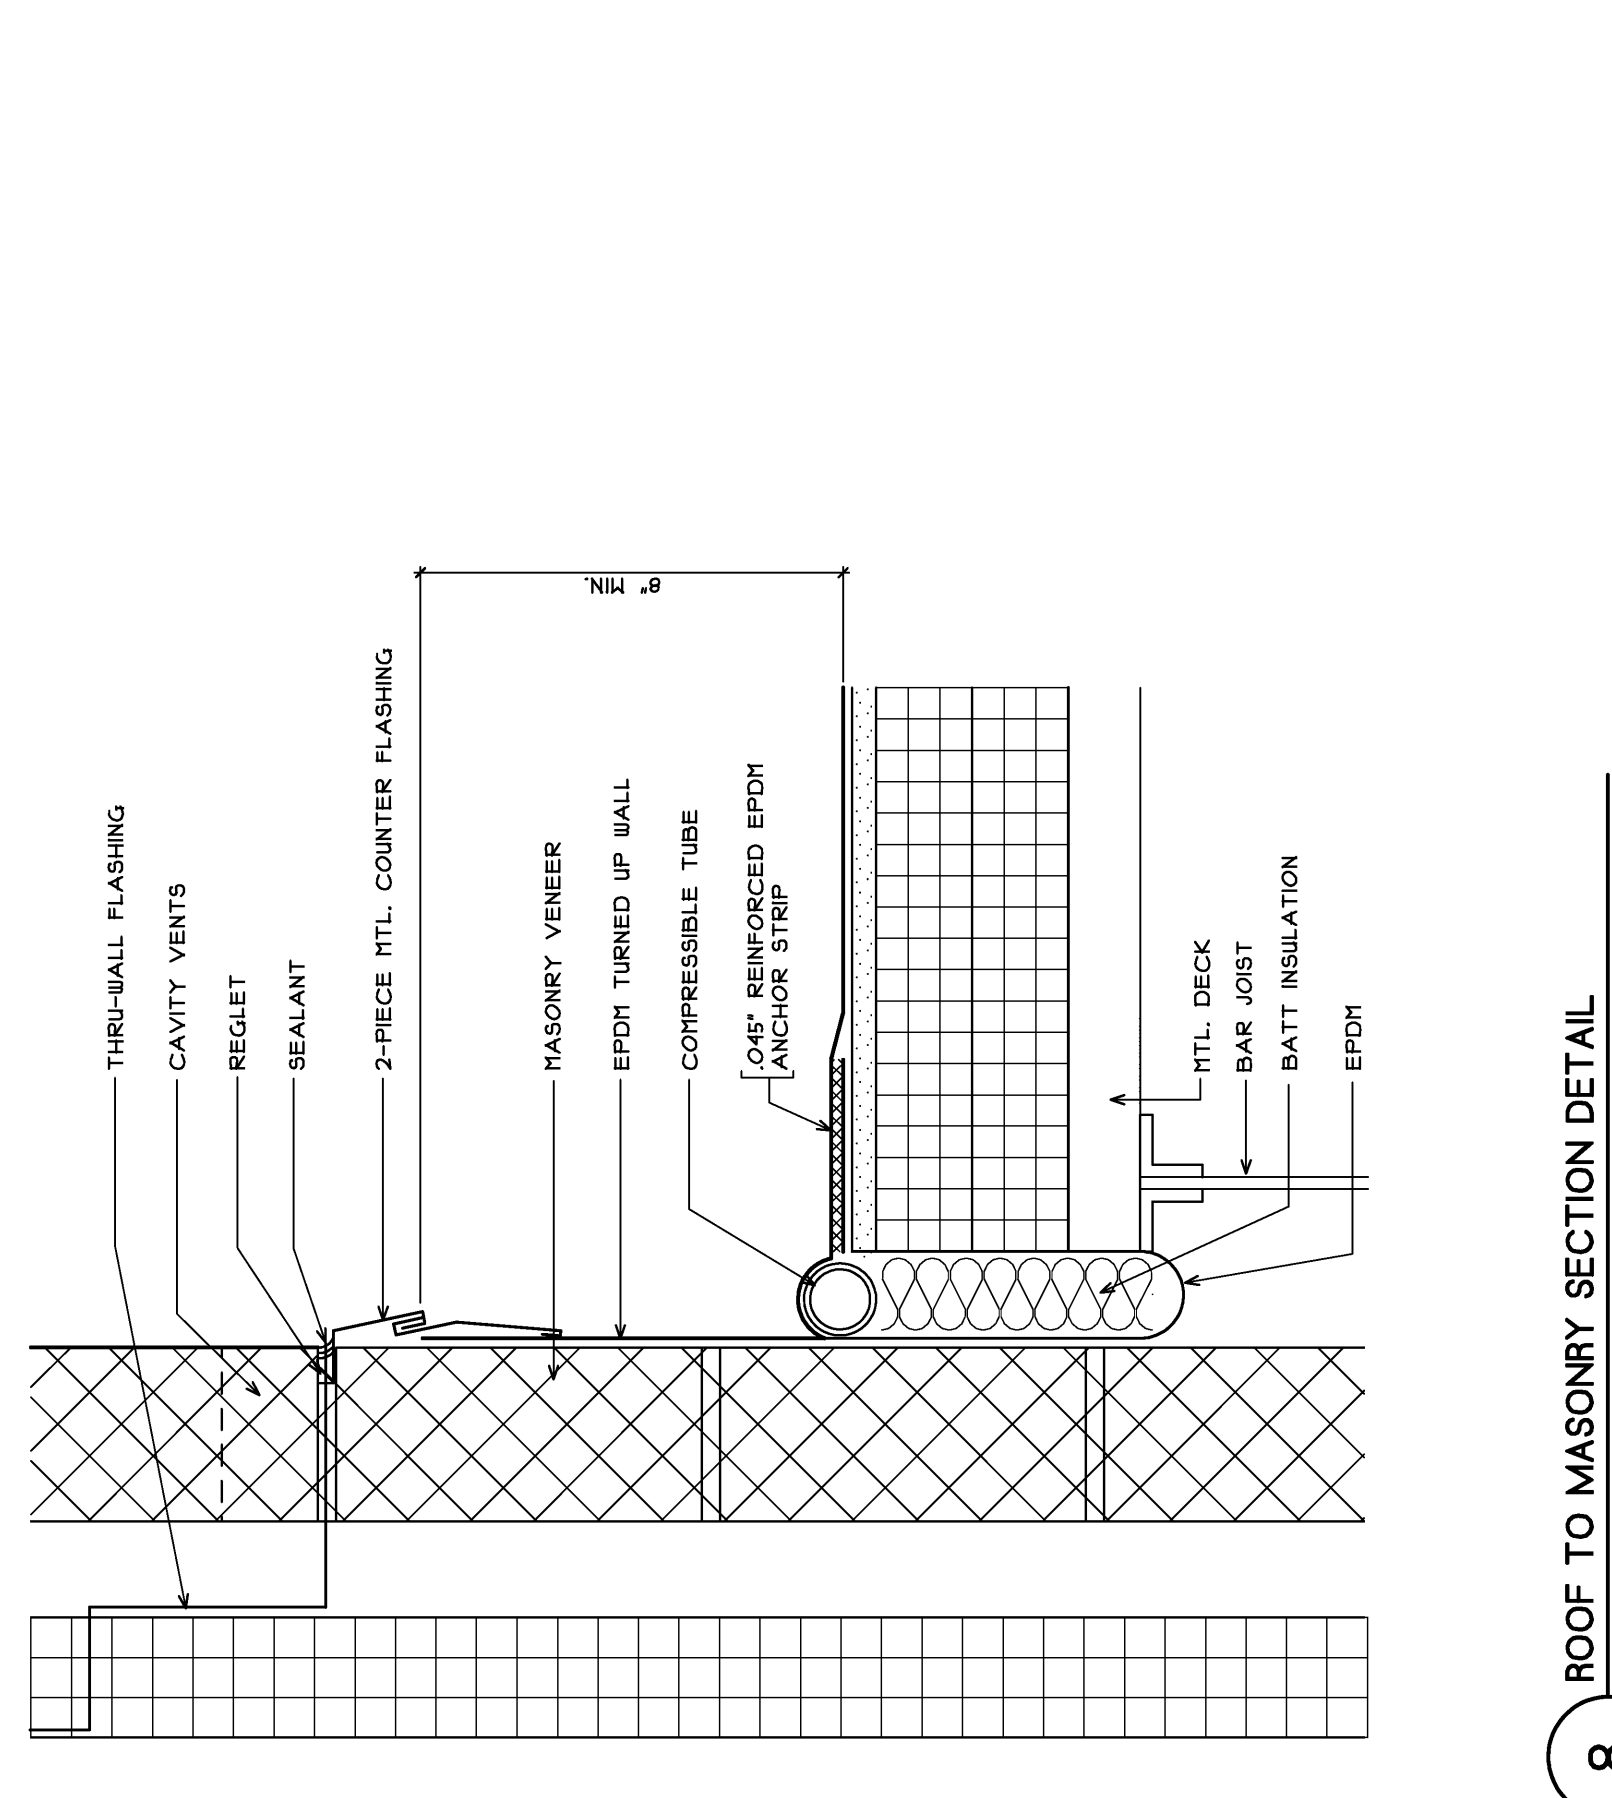 THRU-WALL FLASHING
CAVITY VENTS
REGLET
SEALANT
2-PIECE MTL. COUNTER FLASHING
8" MIN.
MASONRY VENEER
EPDM TURNED UP WALL
COMPRESSIBLE TUBE
.045" REINFORCED EPDM
ANCHOR STRIP
MTL. DECK
BAR JOIST
BATT INSULATION
EPDM
ROOF TO MASONRY SECTION DETAIL